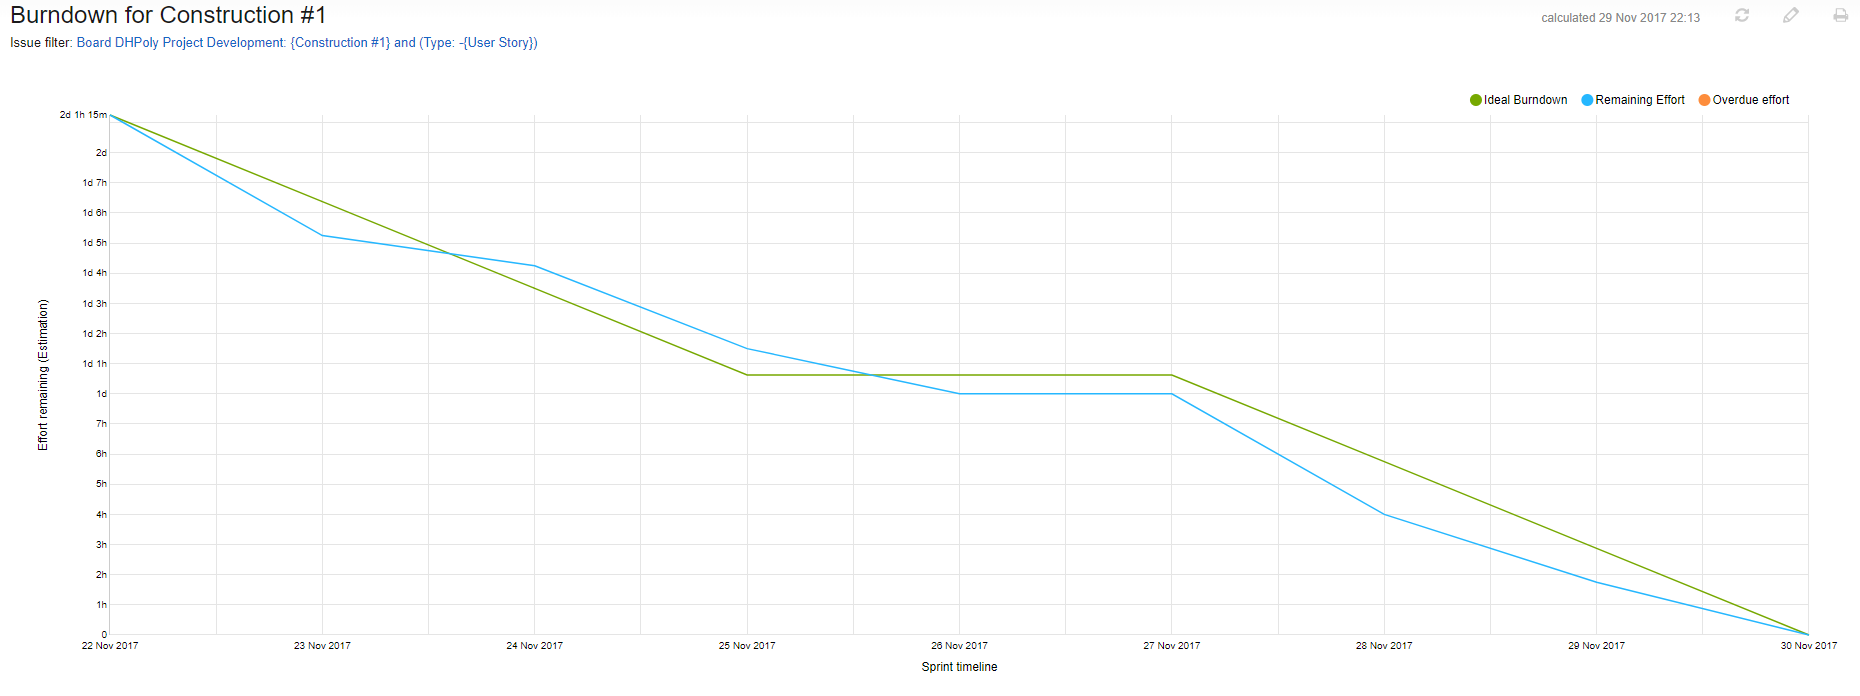 Burndown for Construction #1
calculated 29 Nov 2017 22:13
Issue filter: Board DHPoly Project Development: {Construction #1} and (Type: -{User Story})
Ideal Burndown Remaining Effort Overdue effort
2d 1h 15m
2d
1d 7h
1d 6h
1d 5h
1d 4h
1d 3h
1d 2h
1d 1h
1d
7h
6h
5h
4h
3h
2h
1h
0
Effort remaining (Estimation)
22 Nov 2017 23 Nov 2017 24 Nov 2017 25 Nov 2017 26 Nov 2017 27 Nov 2017 28 Nov 2017 29 Nov 2017 30 Nov 2017
Sprint timeline